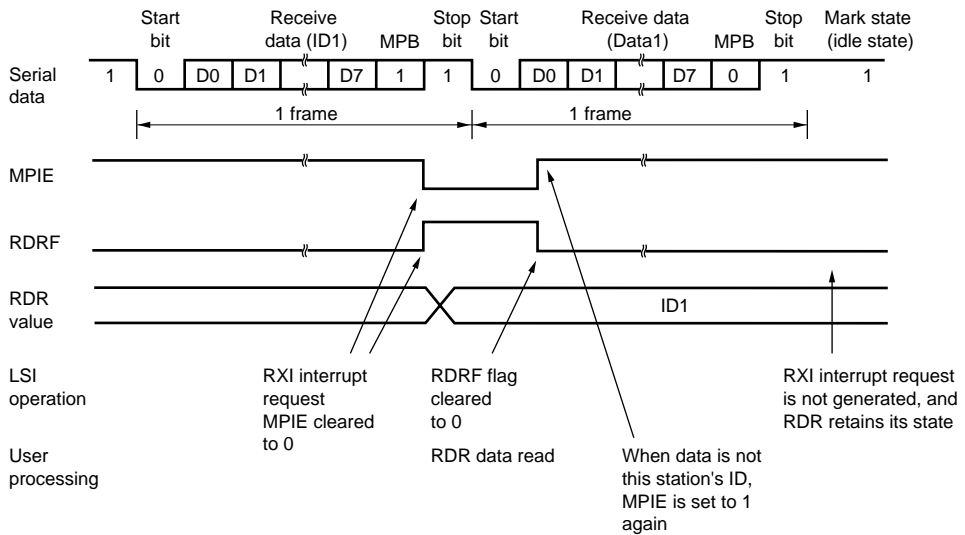 Start bit
Receive data (ID1)
MPB
Stop bit
Start bit
Receive data (Data1)
MPB
Stop bit
Mark state (idle state)
Serial data
1 0 D0 D1 D7 1 1 0 D0 D1 D7 0 1 1
1 frame 1 frame
MPIE
RDRF
RDR value
ID1
LSI operation
RXI interrupt request MPIE cleared to 0
RDRF flag cleared to 0
RXI interrupt request is not generated, and RDR retains its state
User processing
RDR data read
When data is not this station's ID, MPIE is set to 1 again